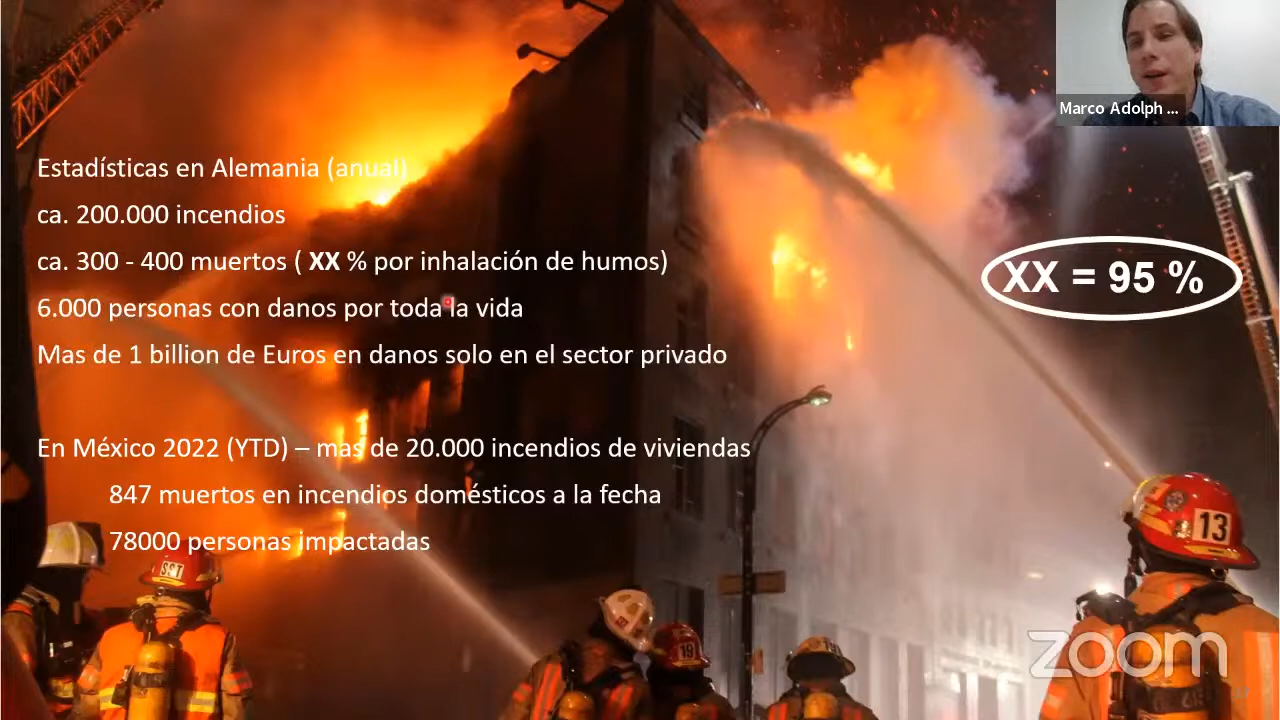 Marco Adolph ...
Estadísticas en Alemania (anual)
ca. 200.000 incendios
ca. 300 - 400 muertos ( XX % por inhalación de humos)
XX = 95 %
6.000 personas con danos por toda la vida
Mas de 1 billion de Euros en danos solo en el sector privado
En México 2022 (YTD) – mas de 20.000 incendios de viviendas
847 muertos en incendios domésticos a la fecha
78000 personas impactadas
13
19
zoom